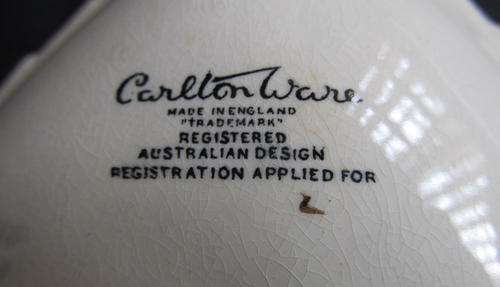 Carlton Ware
MADE IN ENGLAND
"TRADEMARK"
REGISTERED
AUSTRALIAN DESIGN
REGISTRATION APPLIED FOR